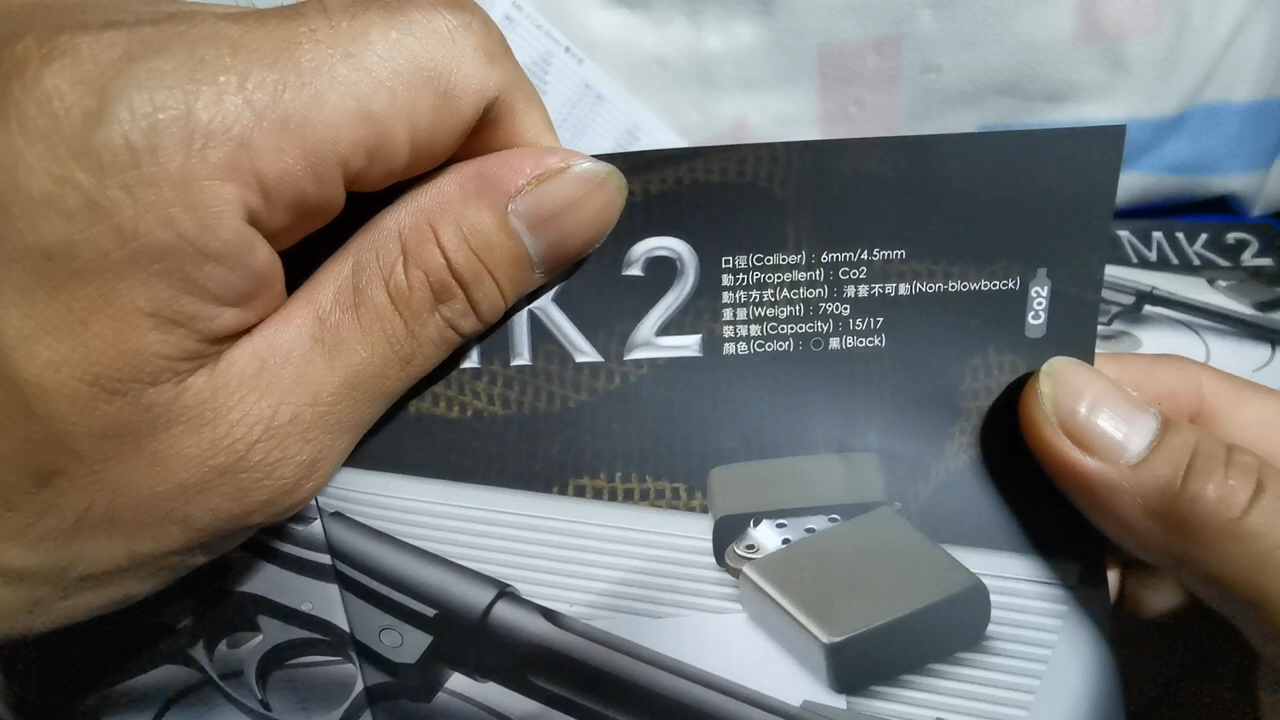 MK2
口徑(Caliber) : 6mm/4.5mm
動力(Propellent) : Co2
動作方式(Action) : 滑套不可動(Non-blowback)
重量(Weight) : 790g
裝彈數(Capacity) : 15/17
顏色(Color) : ○ 黑(Black)
Co2
MK2